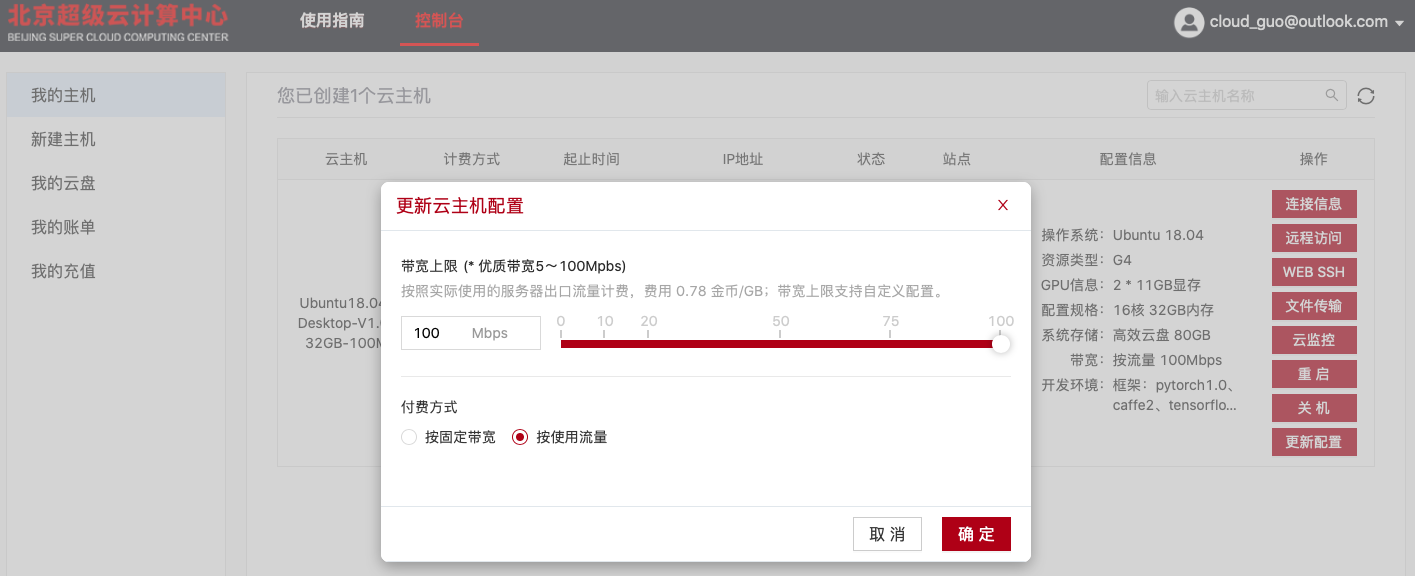 北京超级云计算中心
BEIJING SUPER CLOUD COMPUTING CENTER
使用指南
控制台
cloud_guo@outlook.com
我的主机
新建主机
我的云盘
我的账单
我的充值
您已创建1个云主机
输入云主机名称
云主机 计费方式 起止时间 IP地址 状态 站点 配置信息 操作
Ubuntu18.04
Desktop-V1.
32GB-100M
更新云主机配置
X
带宽上限 (* 优质带宽5～100Mpbs)
按照实际使用的服务器出口流量计费，费用 0.78 金币/GB；带宽上限支持自定义配置。
100 Mbps
0 10 20 50 75 100
付费方式
按固定带宽 按使用流量
取 消 确 定
操作系统：Ubuntu 18.04
资源类型：G4
GPU信息：2 * 11GB显存
配置规格：16核 32GB内存
系统存储：高效云盘 80GB
带宽：按流量 100Mbps
开发环境：框架：pytorch1.0、
caffe2、tensorflo...
连接信息
远程访问
WEB SSH
文件传输
云监控
重 启
关 机
更新配置